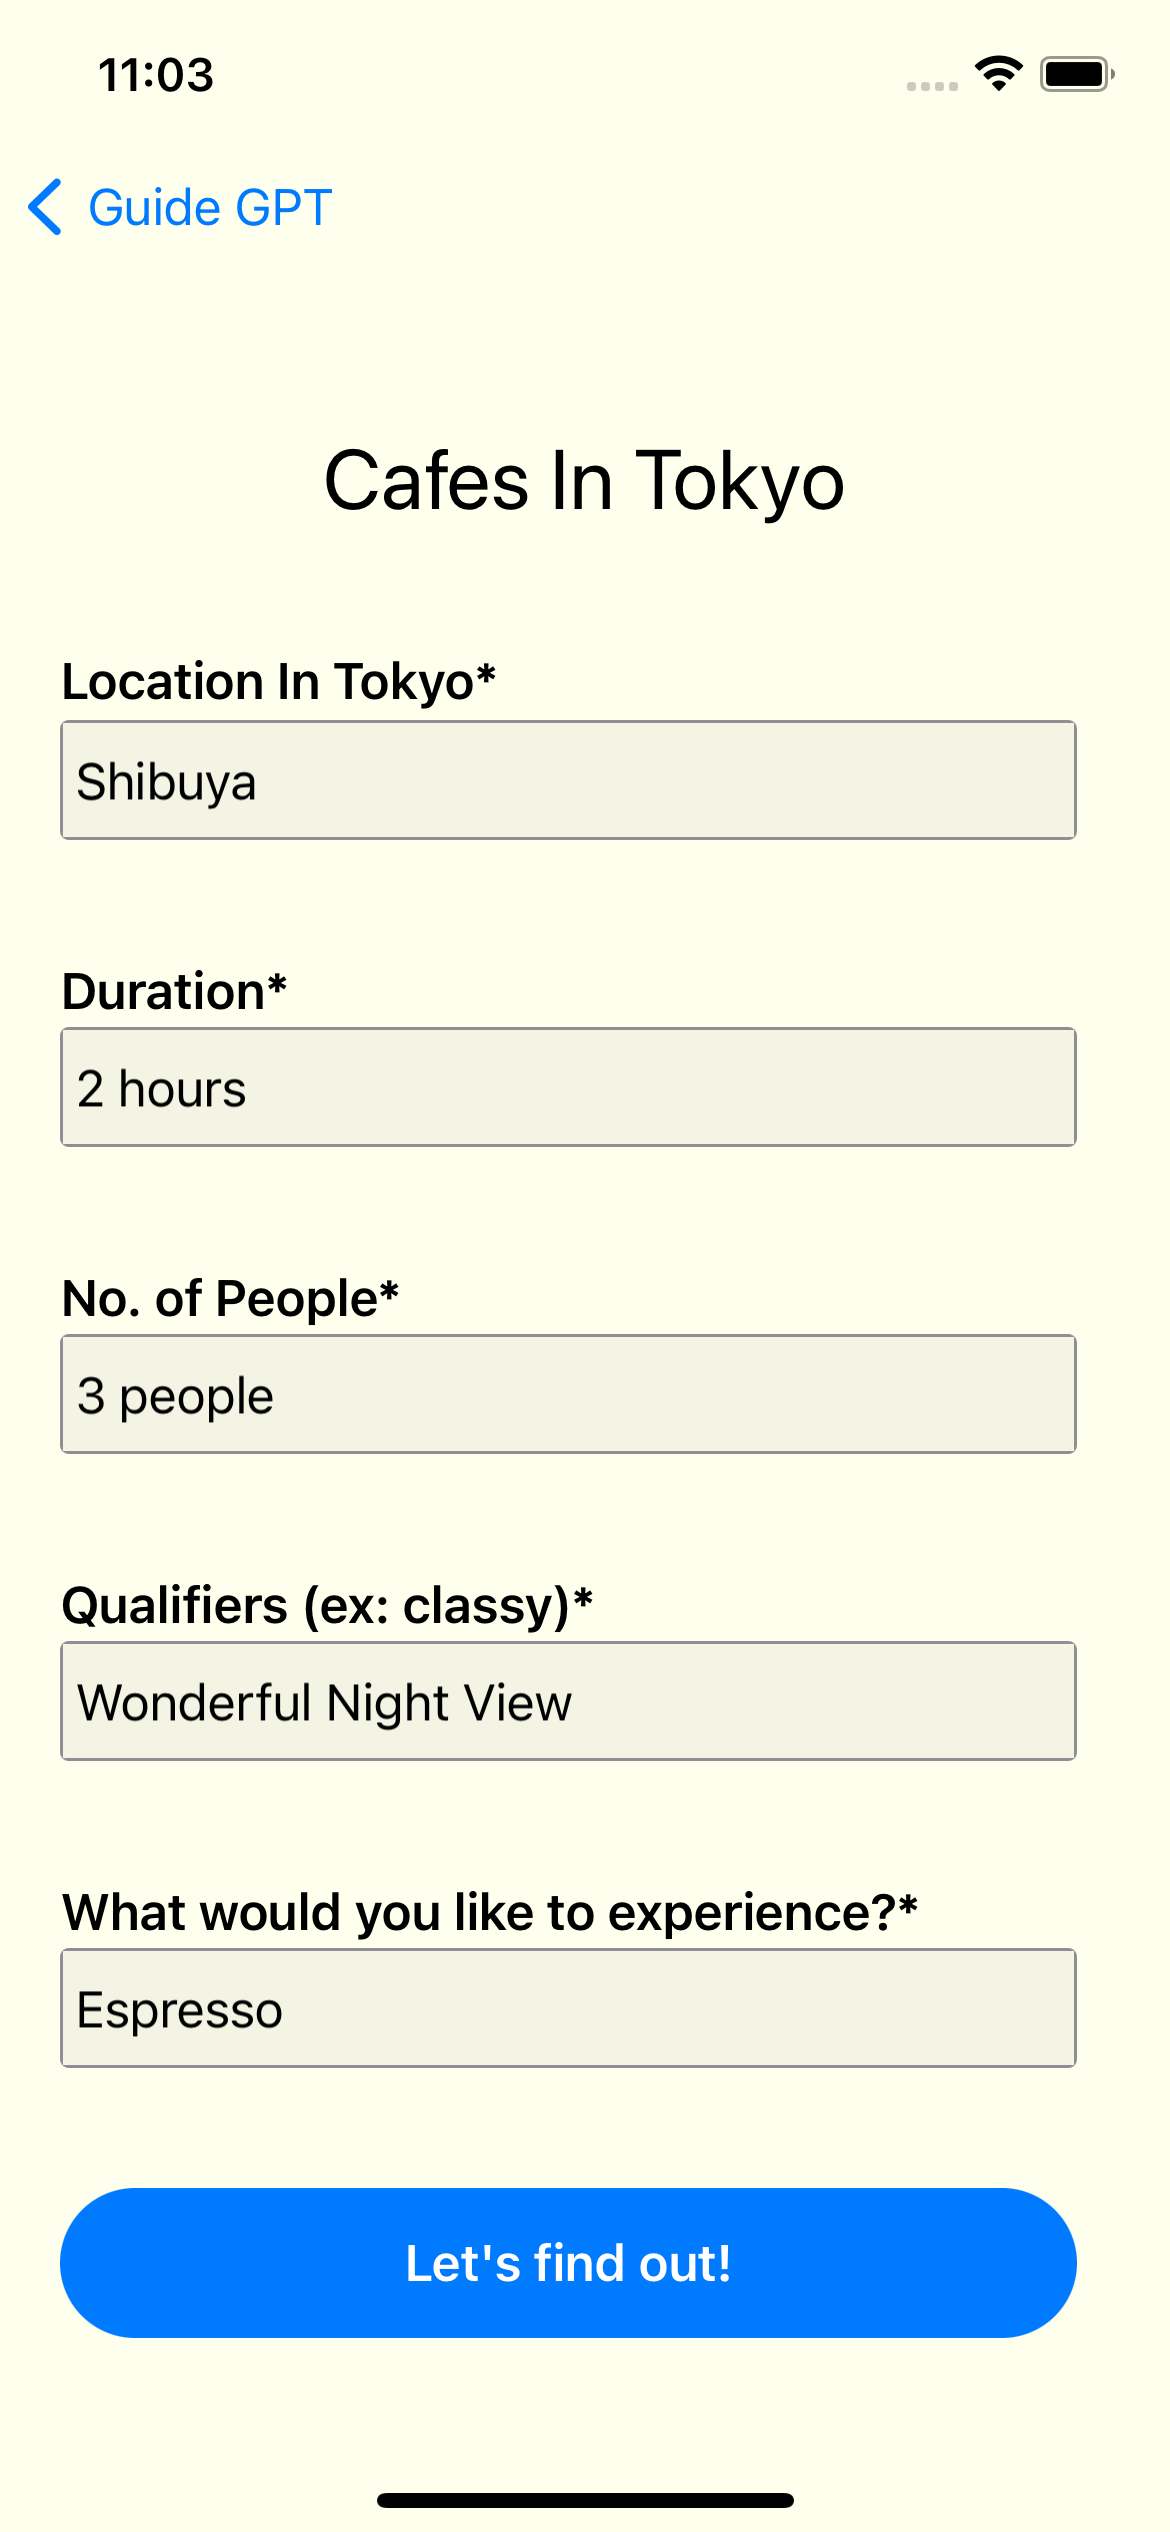 11:03
Guide GPT
Cafes In Tokyo
Location In Tokyo*
Shibuya
Duration*
2 hours
No. of People*
3 people
Qualifiers (ex: classy)*
Wonderful Night View
What would you like to experience?*
Espresso
Let's find out!